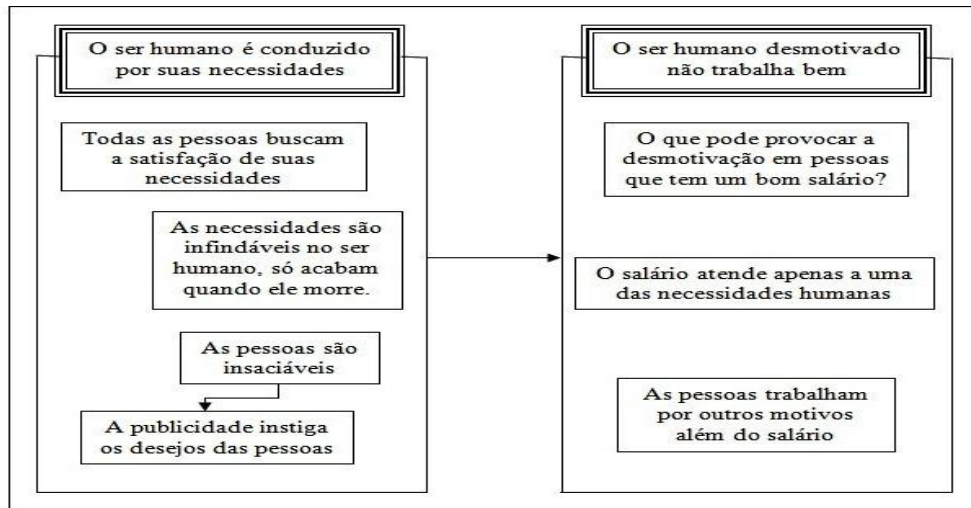 O ser humano é conduzido
por suas necessidades
Todas as pessoas buscam
a satisfação de suas
necessidades
As necessidades são
infindáveis no ser
humano, só acabam
quando ele morre.
As pessoas são
insaciáveis
A publicidade instiga
os desejos das pessoas
O ser humano desmotivado
não trabalha bem
O que pode provocar a
desmotivação em pessoas
que tem um bom salário?
O salário atende apenas a uma
das necessidades humanas
As pessoas trabalham
por outros motivos
além do salário